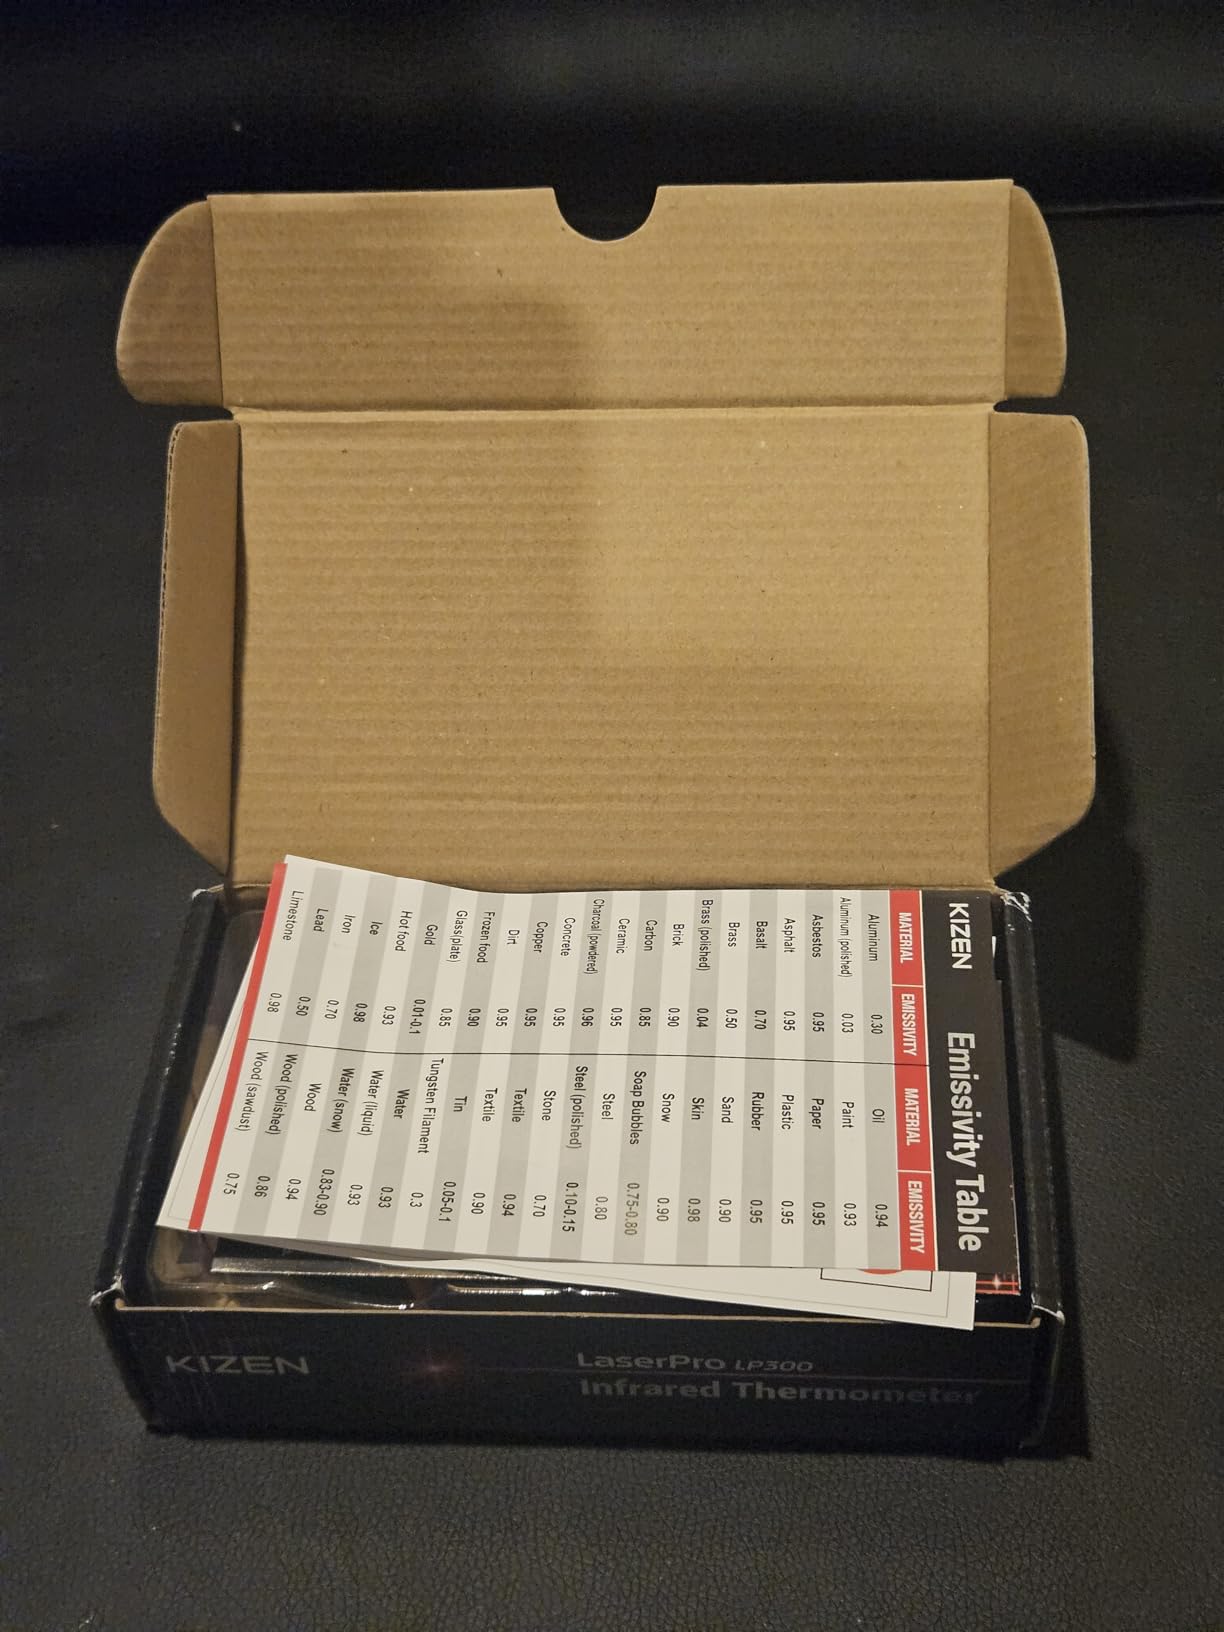 KIZEN Emissivity Table
MATERIAL EMISSIVITY MATERIAL EMISSIVITY
Aluminum 0.30 Oil 0.94
Aluminum (polished) 0.03 Paint 0.93
Asbestos 0.95 Paper 0.95
Asphalt 0.95 Plastic 0.95
Basalt 0.70 Rubber 0.95
Brass 0.50 Sand 0.90
Brass (polished) 0.04 Skin 0.98
Brick 0.90 Snow 0.90
Carbon 0.85 Soap Bubbles 0.75-0.80
Ceramic 0.95 Steel 0.80
Charcoal (powdered) 0.96 Steel (polished) 0.10-0.15
Concrete 0.95 Stone 0.70
Copper 0.95 Textile 0.94
Dirt 0.95 Textile 0.90
Frozen food 0.90 Tin 0.05-0.1
Glass(plate) 0.85 Tungsten Filament 0.3
Gold 0.01-0.1 Water 0.93
Hot food 0.93 Water (liquid) 0.93
Ice 0.98 Water (snow) 0.83-0.90
Iron 0.70 Wood 0.94
Lead 0.50 Wood (polished) 0.86
Limestone 0.98 Wood (sawdust) 0.75
KIZEN
LaserPro LP300
Infrared Thermometer